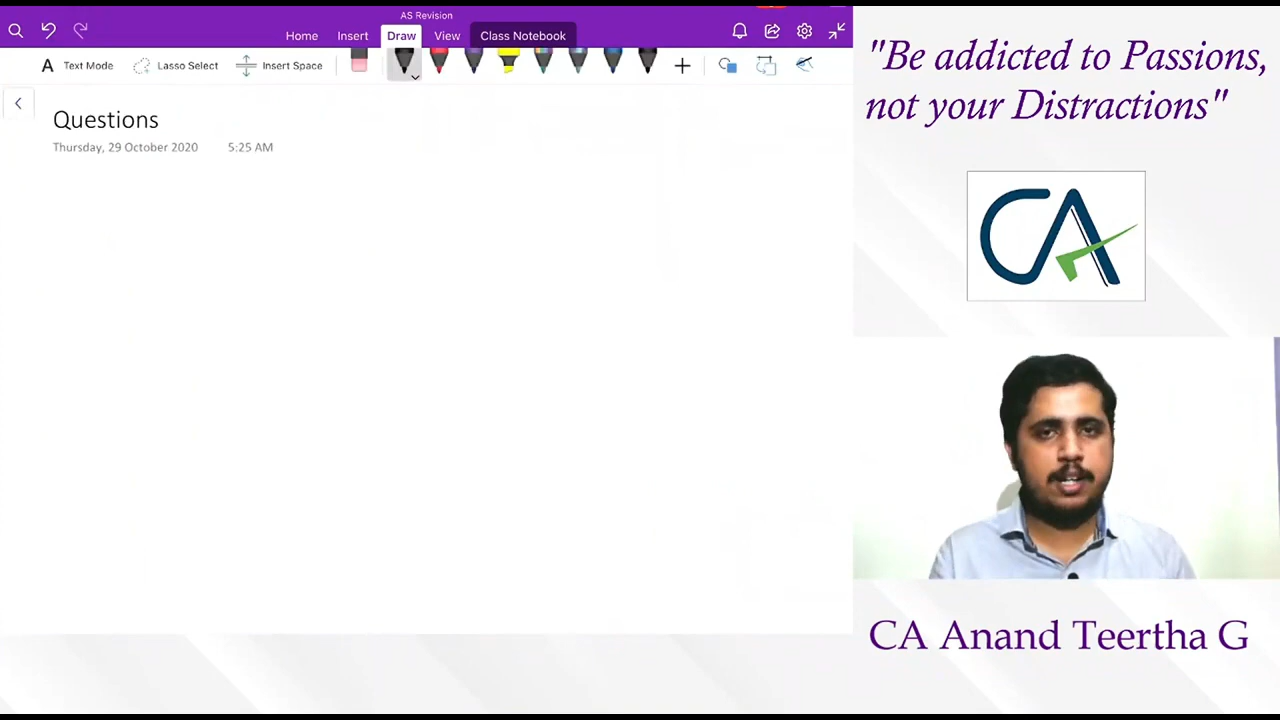 AS Revision
Home Insert Draw View Class Notebook
A Text Mode Lasso Select Insert Space
Questions
Thursday, 29 October 2020 5:25 AM
"Be addicted to Passions,
not your Distractions"
CA
CA Anand Teertha G